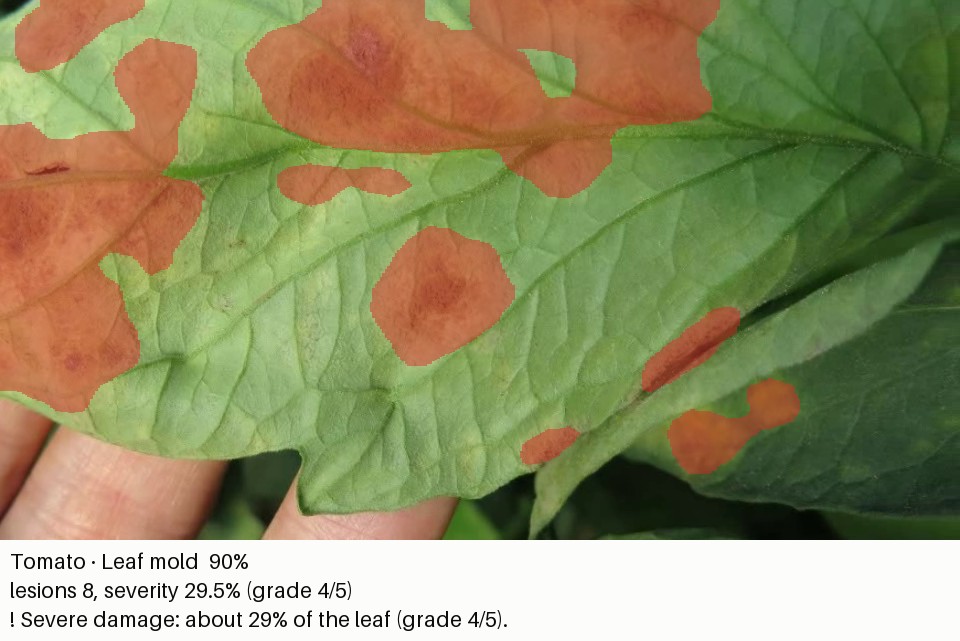 Tomato · Leaf mold 90%
lesions 8, severity 29.5% (grade 4/5)
! Severe damage: about 29% of the leaf (grade 4/5).